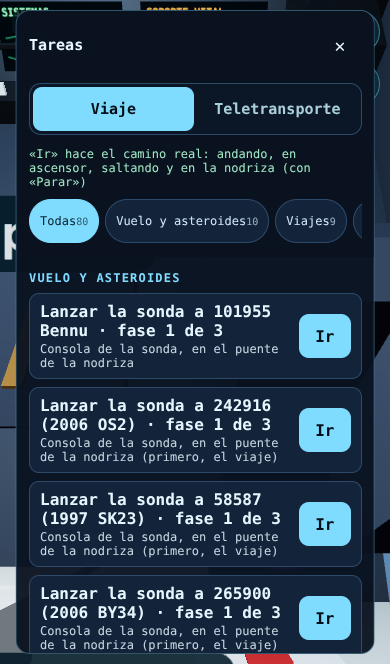 Tareas
×
Viaje
Teletransporte
«Ir» hace el camino real: andando, en
ascensor, saltando y en la nodriza (con
«Parar»)
Todas80
Vuelo y asteroides10
Viajes9
VUELO Y ASTEROIDES
Lanzar la sonda a 101955
Bennu · fase 1 de 3
Consola de la sonda, en el puente
de la nodriza
Ir
Lanzar la sonda a 242916
(2006 OS2) · fase 1 de 3
Consola de la sonda, en el puente
de la nodriza (primero, el viaje)
Ir
Lanzar la sonda a 58587
(1997 SK23) · fase 1 de 3
Consola de la sonda, en el puente
de la nodriza (primero, el viaje)
Ir
Lanzar la sonda a 265900
(2006 BY34) · fase 1 de 3
Consola de la sonda, en el puente
de la nodriza (primero, el viaje)
Ir